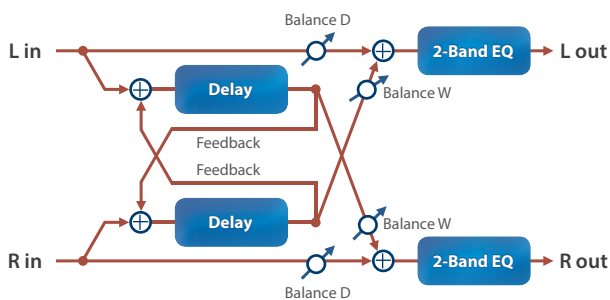 Balance D
L in
2-Band EQ
L out
Delay
Balance W
Feedback
Feedback
Delay
Balance W
R in
2-Band EQ
R out
Balance D